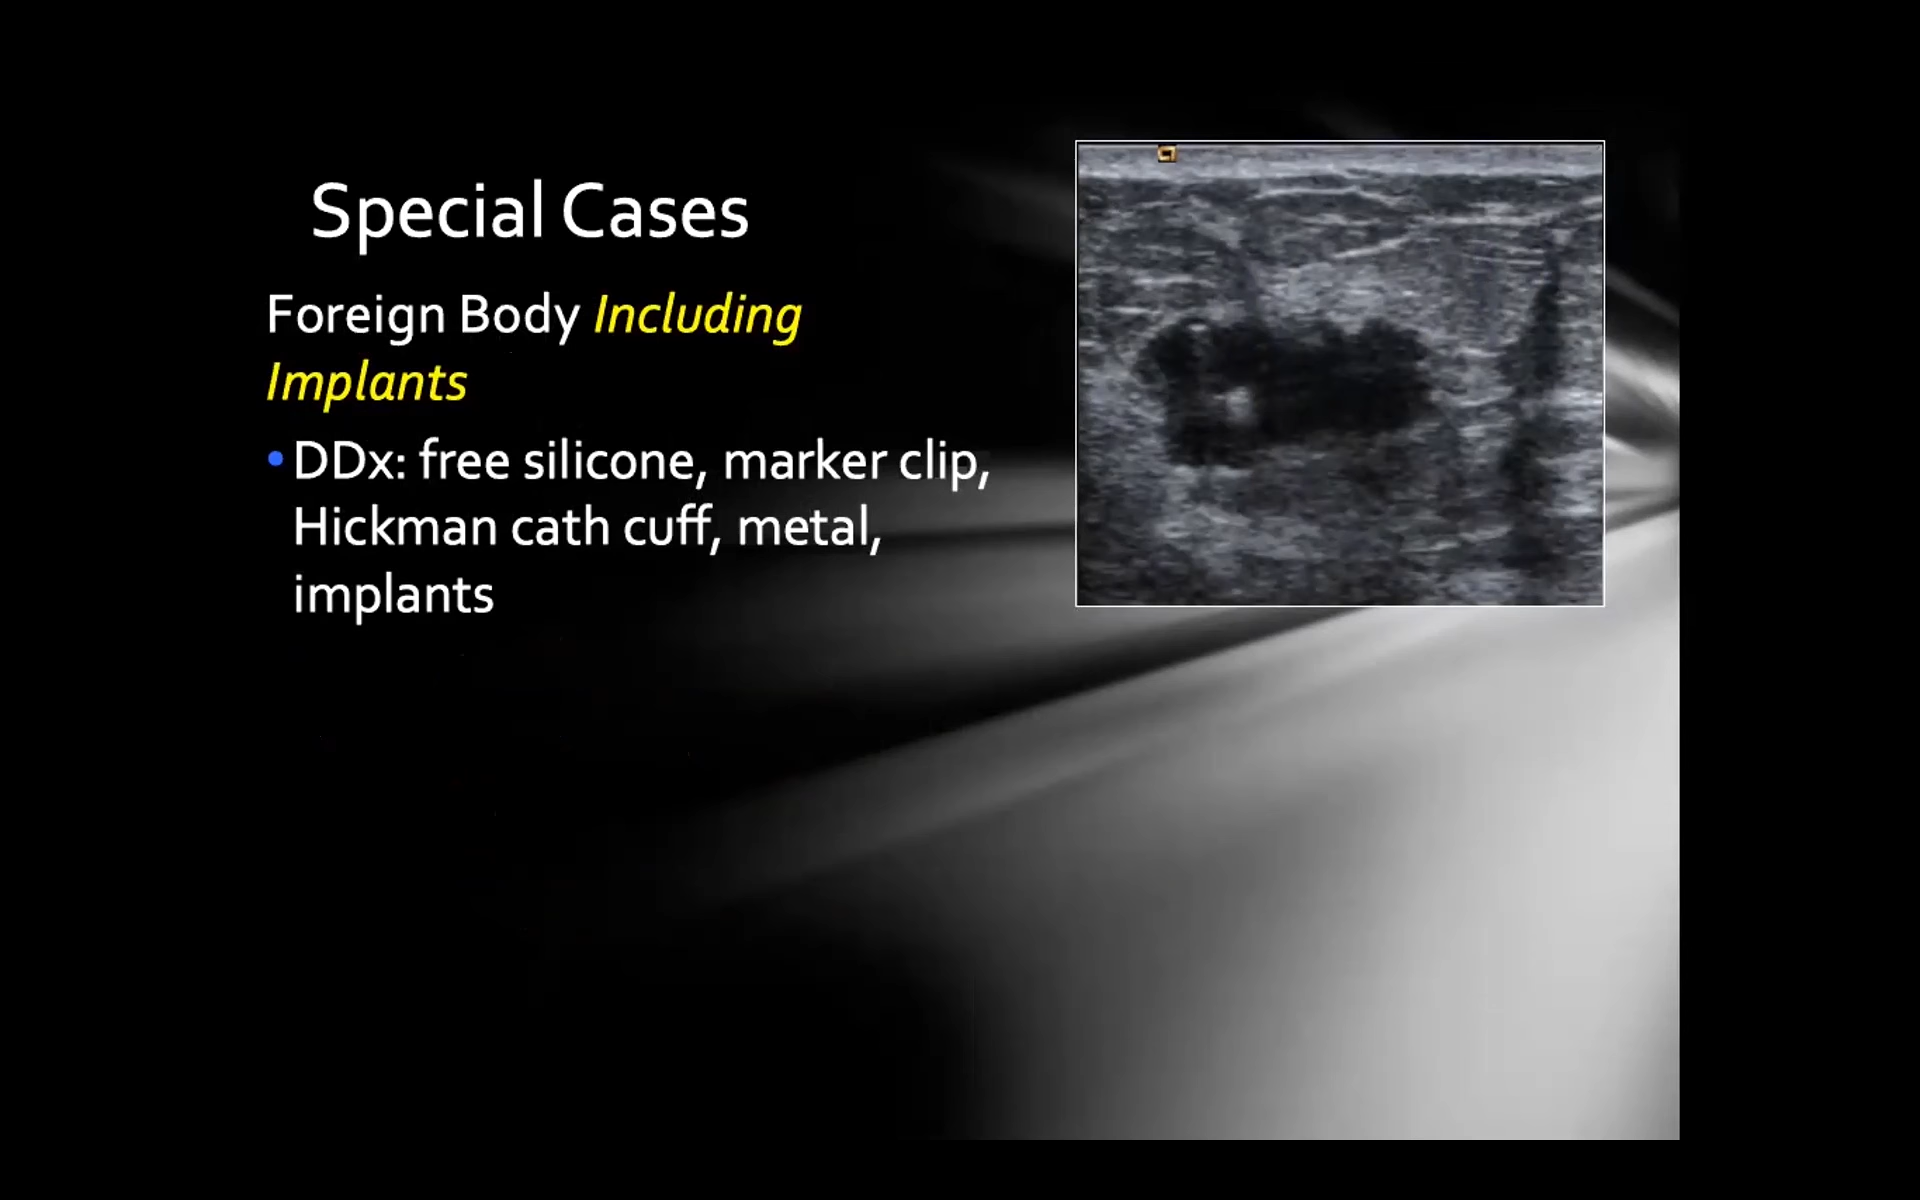 Special Cases
Foreign Body Including
Implants
• DDx: free silicone, marker clip,
Hickman cath cuff, metal,
implants